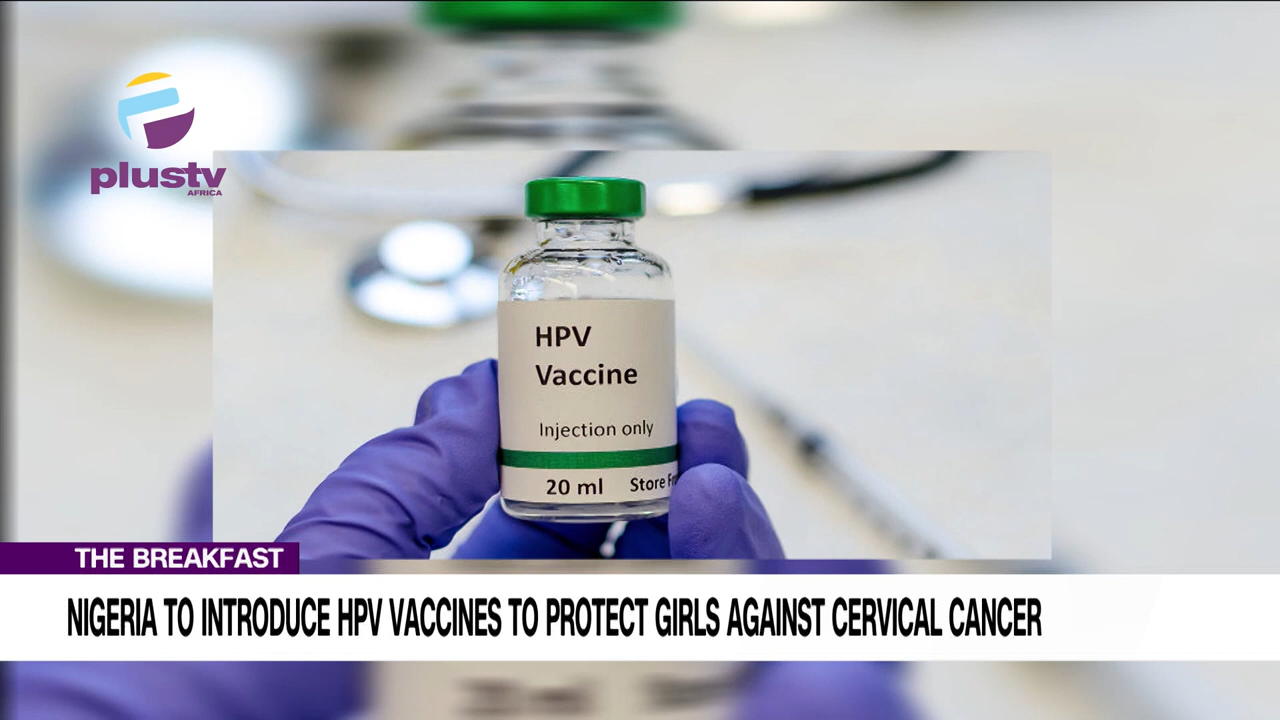 plustv
AFRICA
HPV
Vaccine
Injection only
20 ml Store
THE BREAKFAST
NIGERIA TO INTRODUCE HPV VACCINES TO PROTECT GIRLS AGAINST CERVICAL CANCER